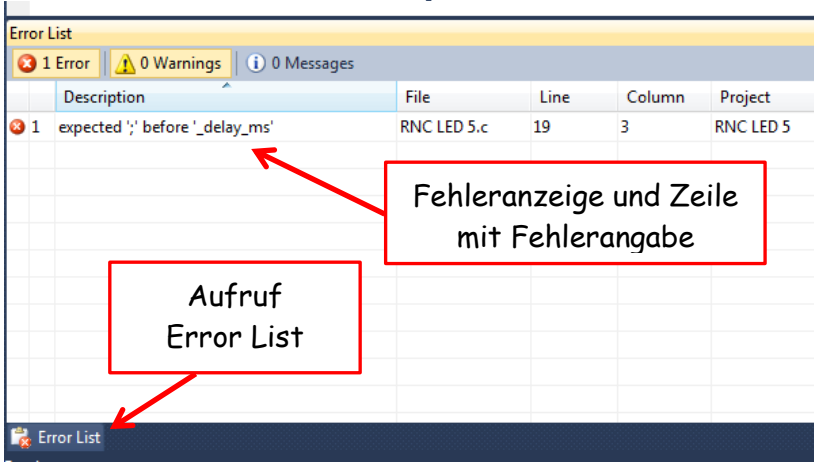 Error List
1 Error 0 Warnings 0 Messages
Description File Line Column Project
1 expected ';' before '_delay_ms' RNC LED 5.c 19 3 RNC LED 5
Fehleranzeige und Zeile
mit Fehlerangabe
Aufruf
Error List
Error List